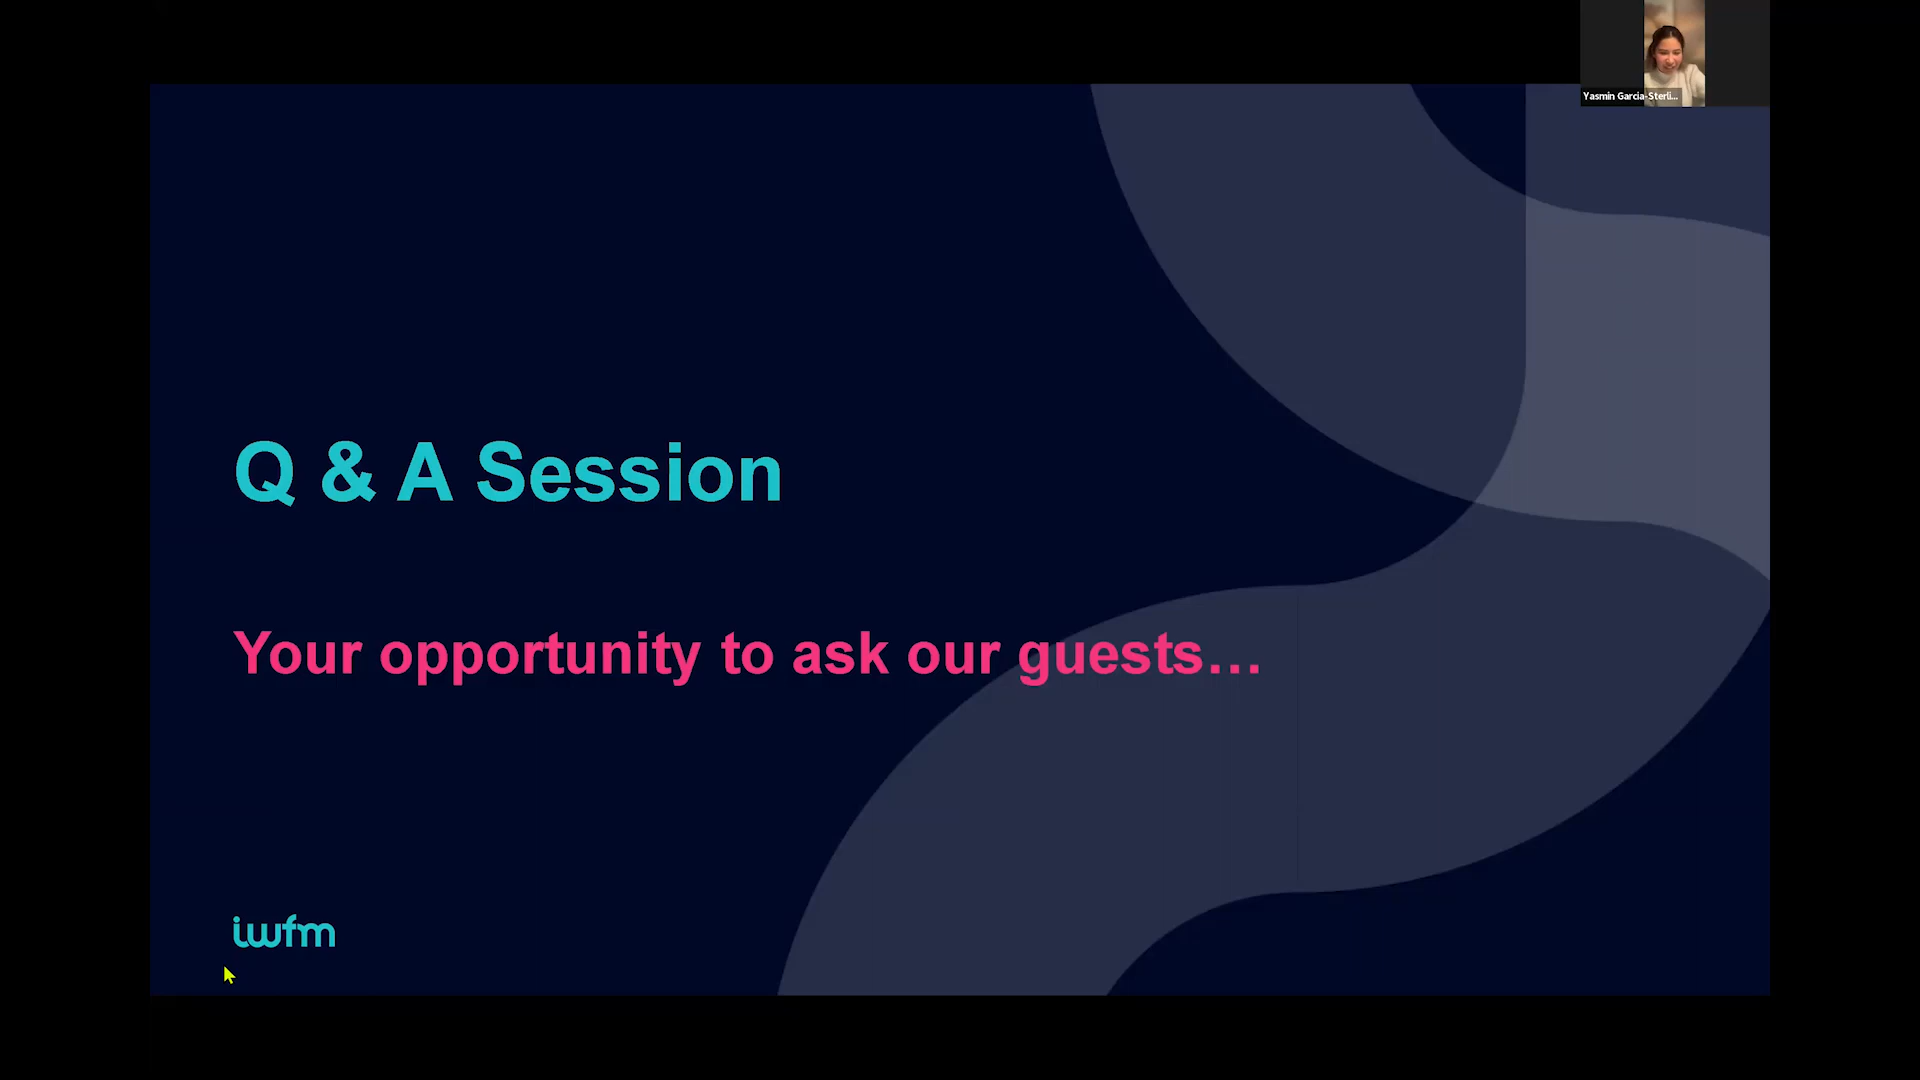 Yasmin Garcia-Sterli...
Q & A Session
Your opportunity to ask our guests...
iwfm